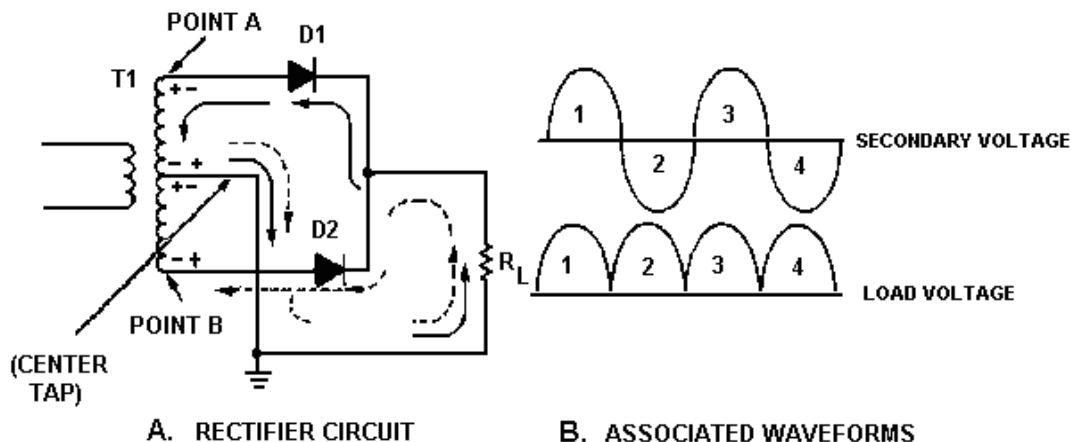 POINT A
D1
T1
+ -
- +
+ -
- +
D2
R L
POINT B
(CENTER
TAP)
1
3
2
4
SECONDARY VOLTAGE
1
2
3
4
LOAD VOLTAGE
A. RECTIFIER CIRCUIT
B. ASSOCIATED WAVEFORMS